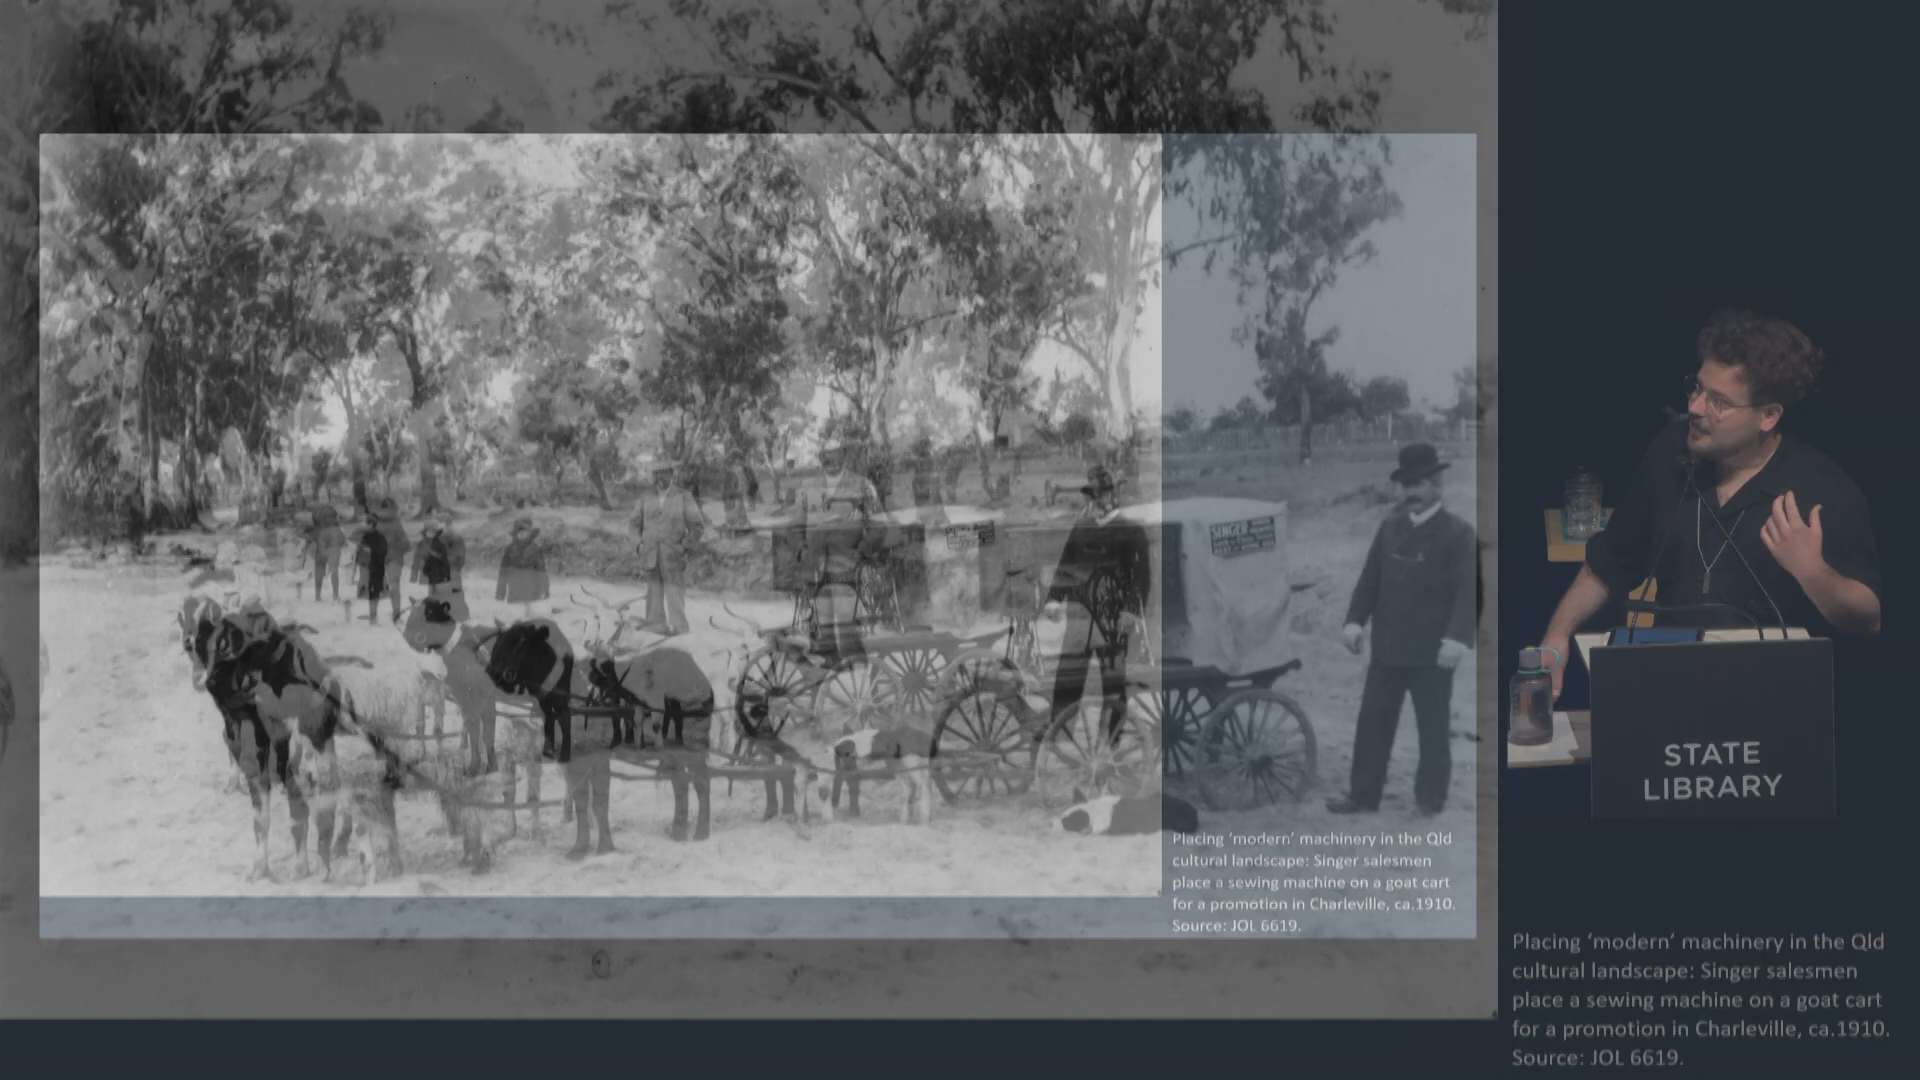 SINGER
Placing ‘modern’ machinery in the Qld
cultural landscape: Singer salesmen
place a sewing machine on a goat cart
for a promotion in Charleville, ca.1910.
Source: JOL 6619.
STATE
LIBRARY
Placing ‘modern’ machinery in the Qld
cultural landscape: Singer salesmen
place a sewing machine on a goat cart
for a promotion in Charleville, ca.1910.
Source: JOL 6619.